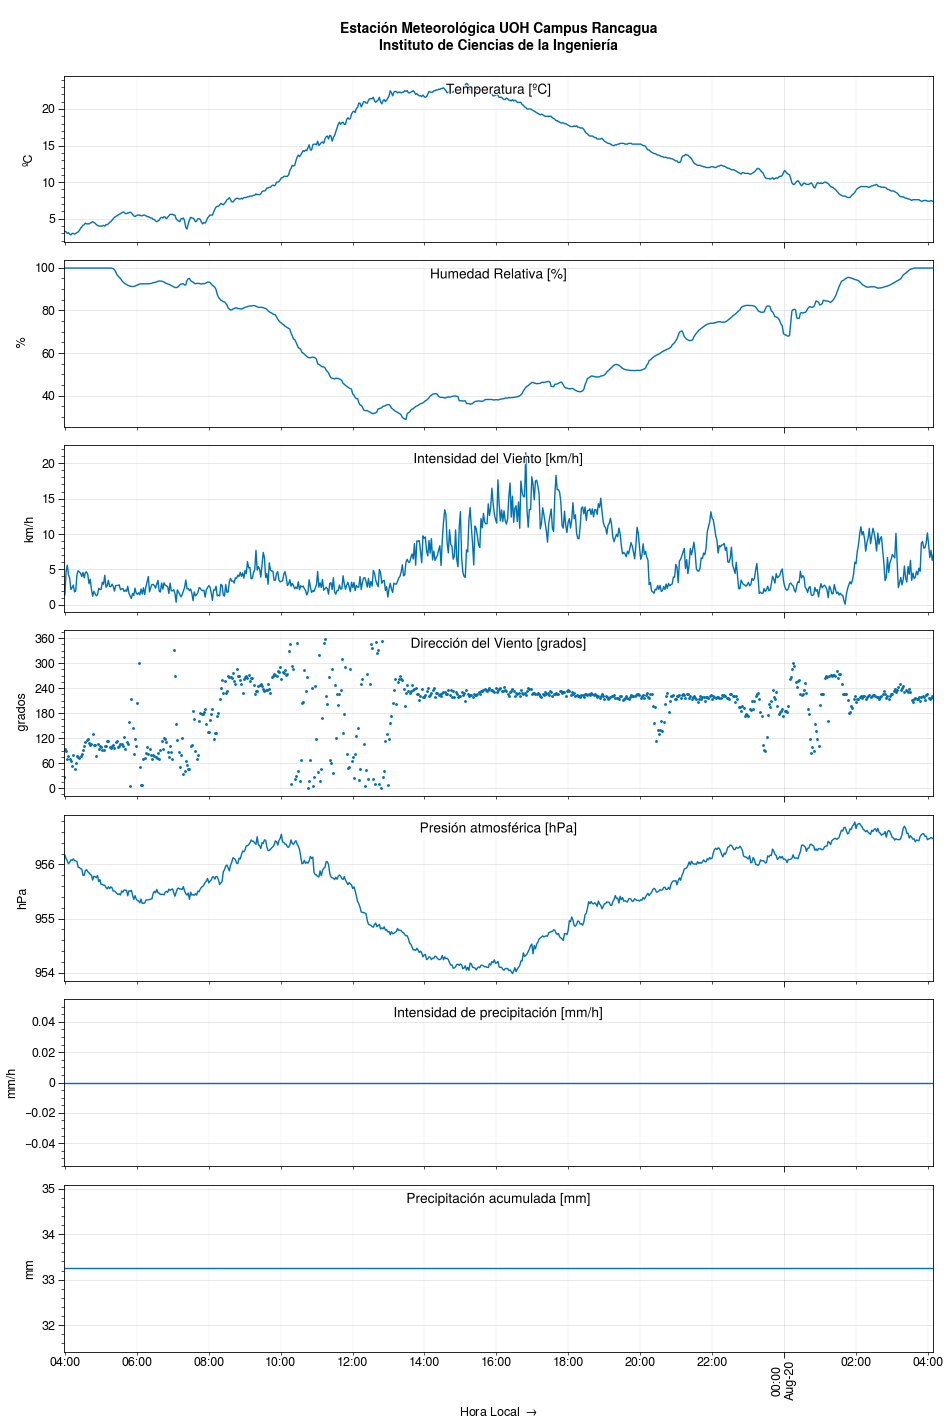 Estación Meteorológica UOH Campus Rancagua
Instituto de Ciencias de la Ingeniería
Temperatura [ºC]
ºC
20
15
10
5
Humedad Relativa [%]
%
100
80
60
40
Intensidad del Viento [km/h]
km/h
20
15
10
5
0
Dirección del Viento [grados]
grados
360
300
240
180
120
60
0
Presión atmosférica [hPa]
hPa
956
955
954
Intensidad de precipitación [mm/h]
mm/h
0.04
0.02
0
−0.02
−0.04
Precipitación acumulada [mm]
mm
35
34
33
32
04:00 06:00 08:00 10:00 12:00 14:00 16:00 18:00 20:00 22:00 00:00 02:00 04:00
Aug-20
Hora Local →